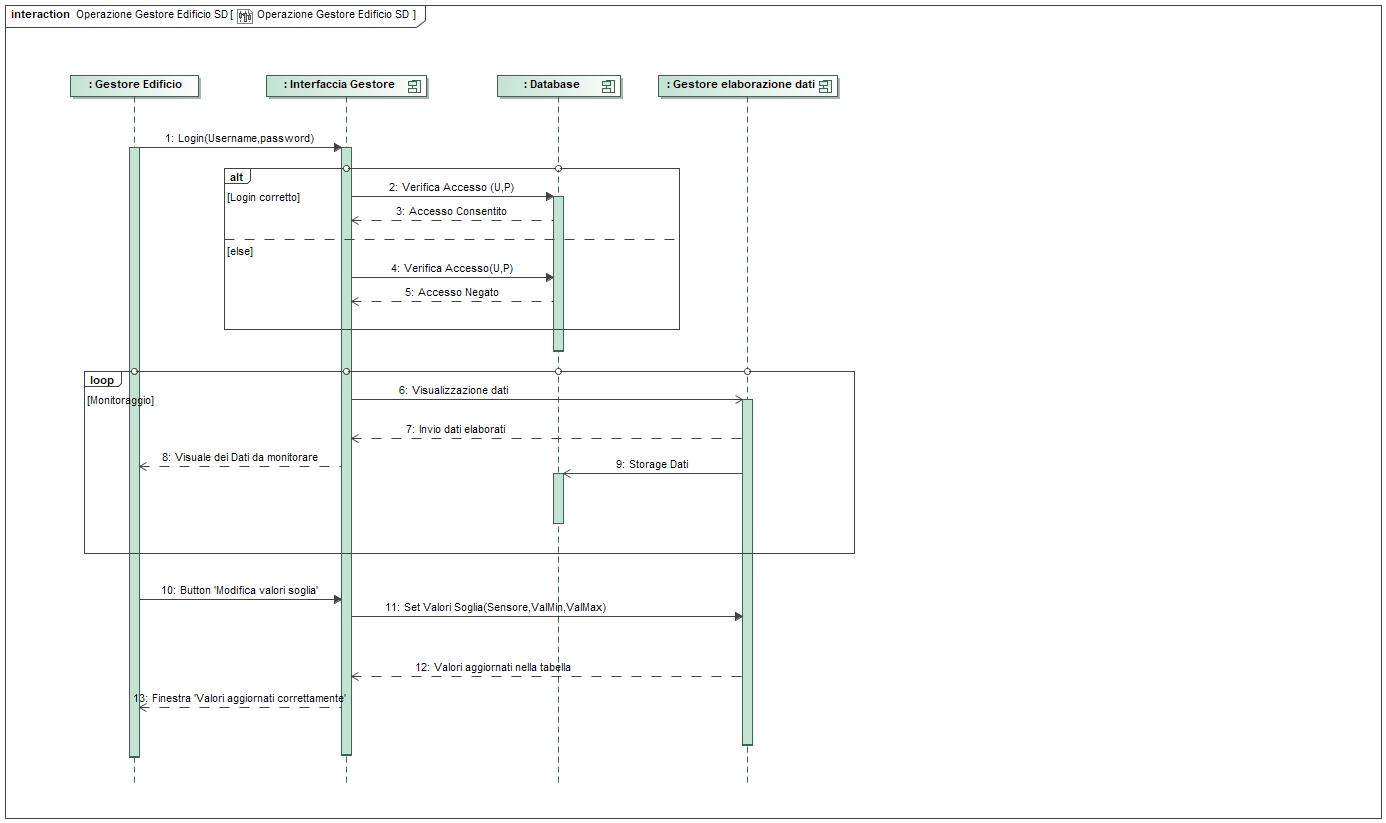 interaction Operazione Gestore Edificio SD [ Operazione Gestore Edificio SD ]
: Gestore Edificio
: Interfaccia Gestore
: Database
: Gestore elaborazione dati
1: Login(Username,password)
alt
2: Verifica Accesso (U,P)
[Login corretto]
3: Accesso Consentito
[else]
4: Verifica Accesso(U,P)
5: Accesso Negato
loop
6: Visualizzazione dati
[Monitoraggio]
7: Invio dati elaborati
8: Visuale dei Dati da monitorare
9: Storage Dati
10: Button 'Modifica valori soglia'
11: Set Valori Soglia(Sensore,ValMin,ValMax)
12: Valori aggiornati nella tabella
13: Finestra 'Valori aggiornati correttamente'